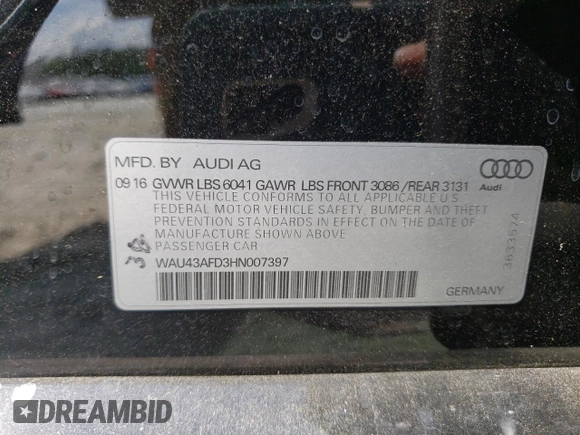 MFD. BY AUDI AG
09 16 GVWR LBS 6041 GAWR LBS FRONT 3086 /REAR 3131
THIS VEHICLE CONFORMS TO ALL APPLICABLE U S
FEDERAL MOTOR VEHICLE SAFETY, BUMPER AND THEFT
PREVENTION STANDARDS IN EFFECT ON THE DATE OF
MANUFACTURE SHOWN ABOVE
PASSENGER CAR
WAU43AFD3HN007397
Audi
3633574
GERMANY
DREAMBID